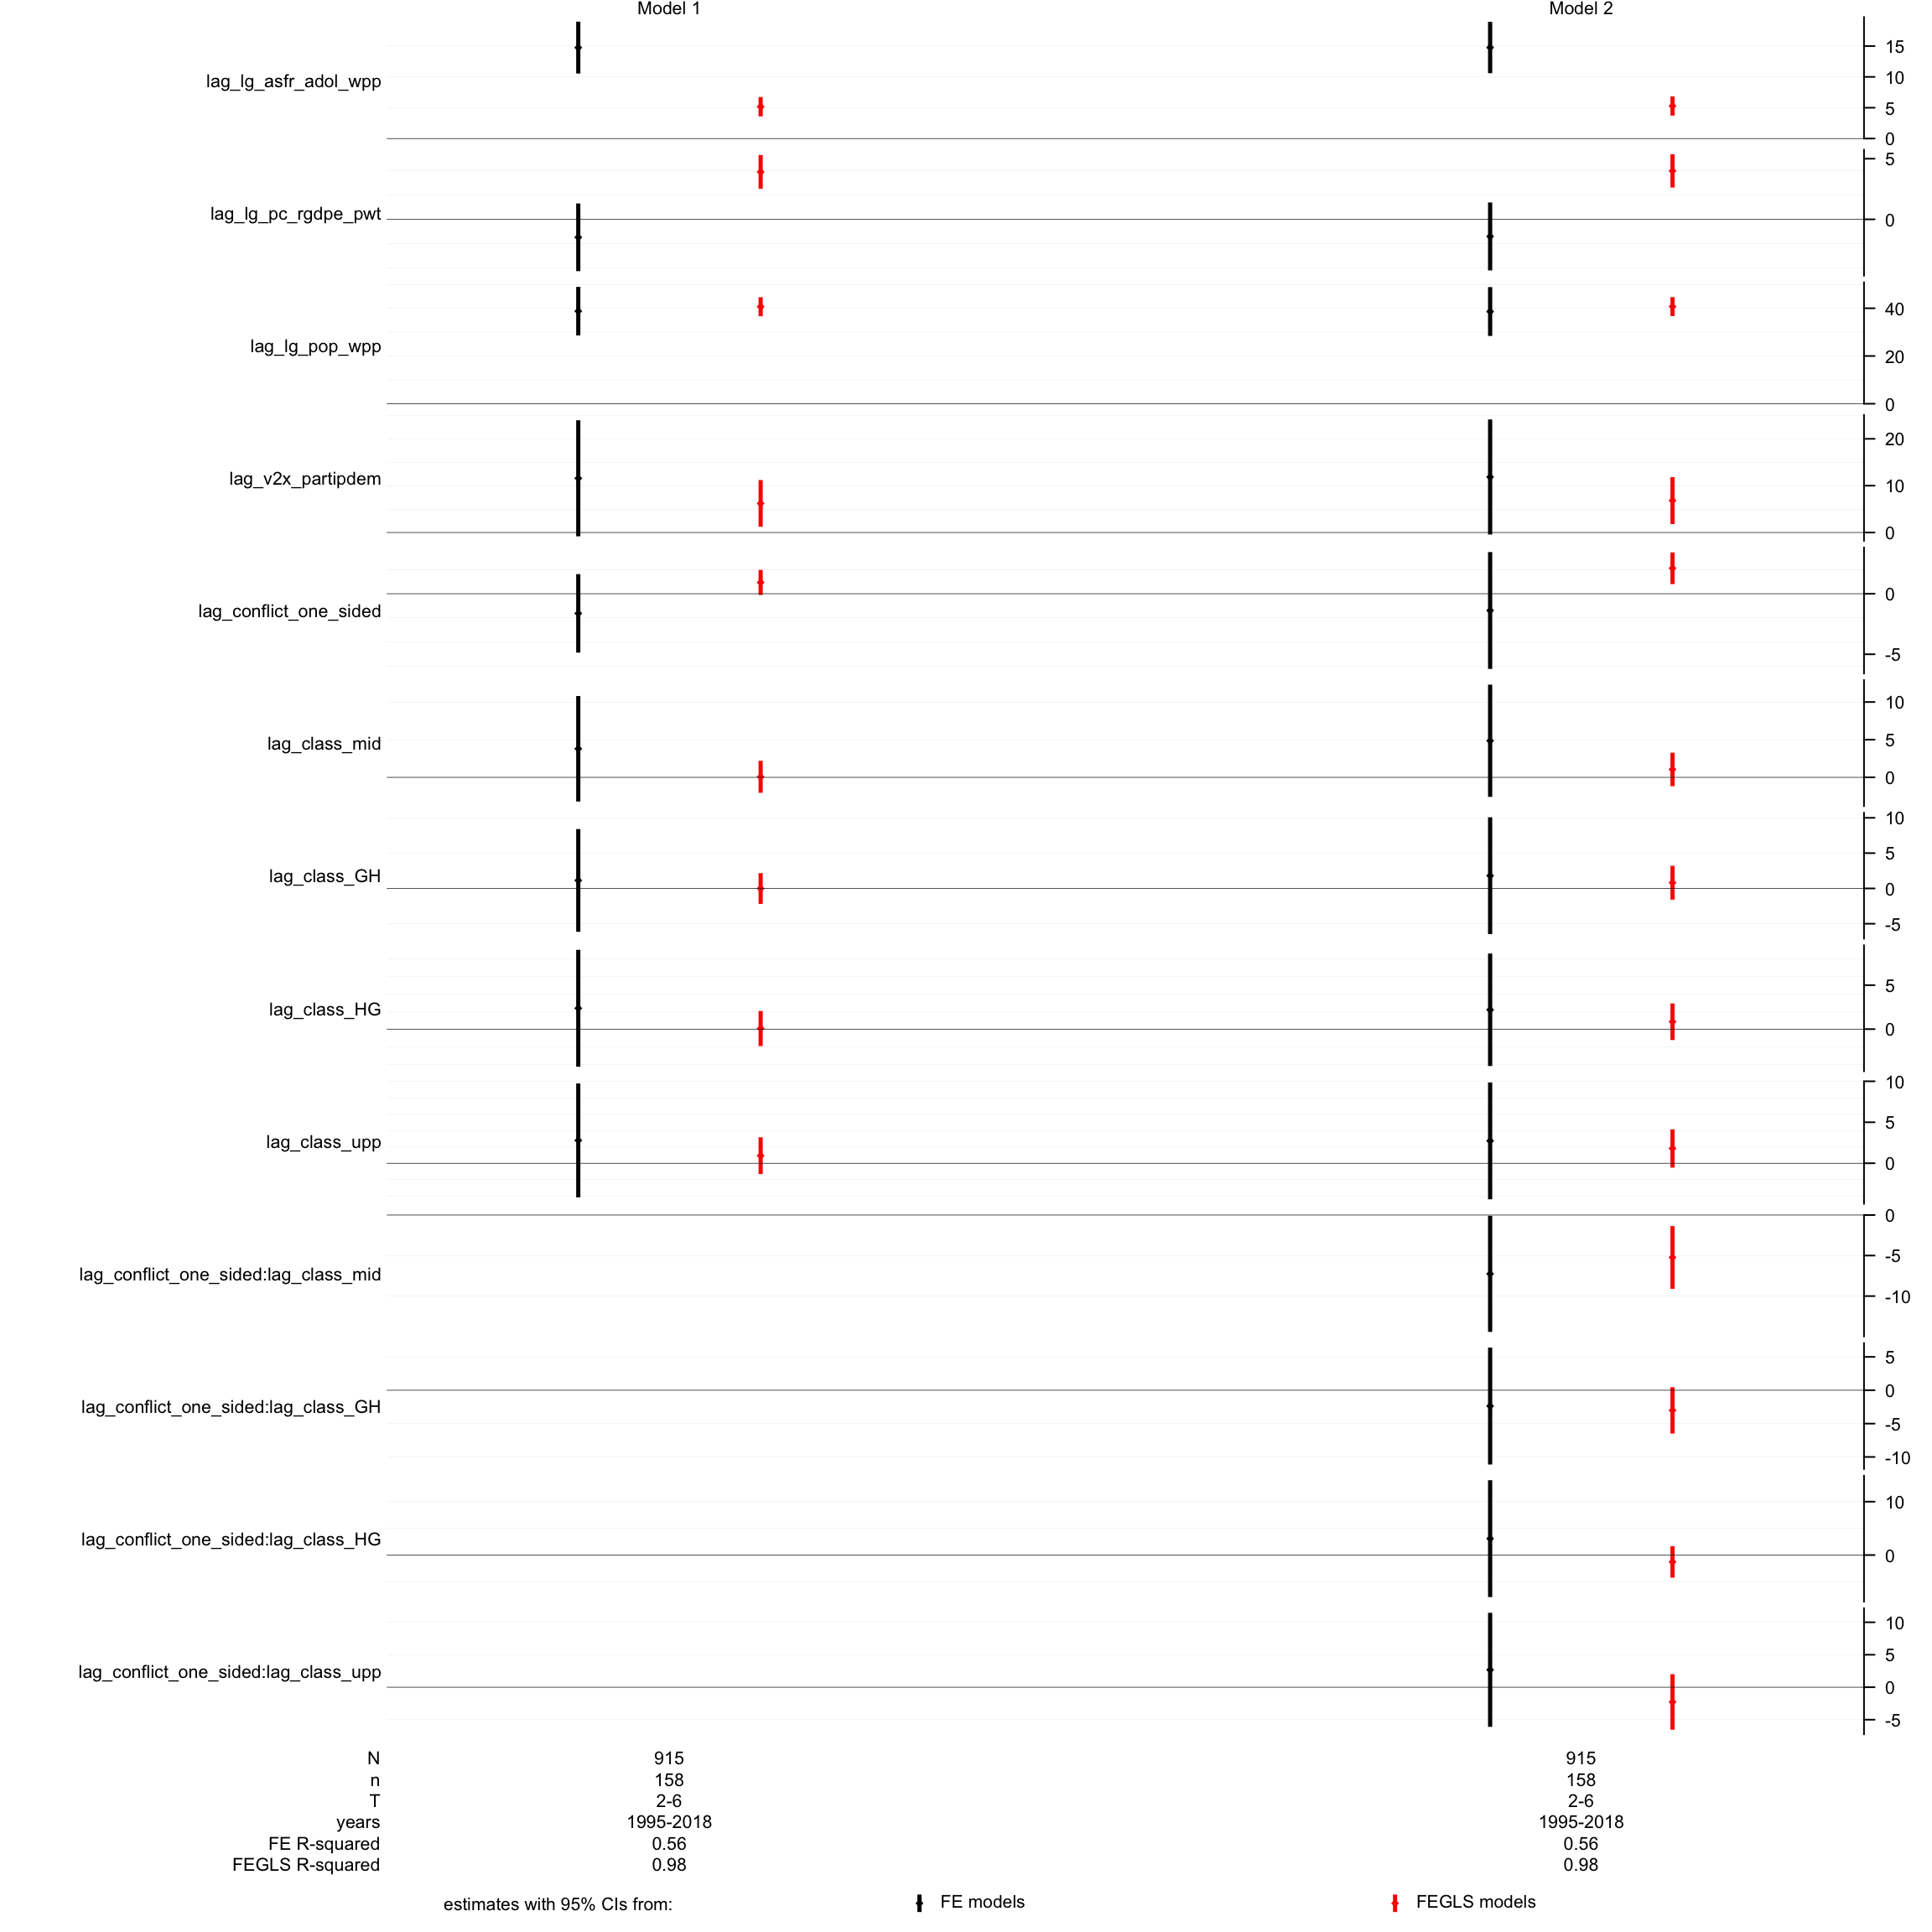 Model 1 Model 2
15
lag_lg_asfr_adol_wpp 10
5
0
5
lag_lg_pc_rgdpe_pwt 0
40
lag_lg_pop_wpp 20
0
20
lag_v2x_partipdem 10
0
0
lag_conflict_one_sided
-5
10
lag_class_mid 5
0
10
lag_class_GH 5
0
-5
5
lag_class_HG 0
10
lag_class_upp 5
0
0
-5
lag_conflict_one_sided:lag_class_mid -10
5
0
lag_conflict_one_sided:lag_class_GH -5
-10
10
lag_conflict_one_sided:lag_class_HG 0
10
5
lag_conflict_one_sided:lag_class_upp 0
-5
N 915 915
n 158 158
T 2-6 2-6
years 1995-2018 1995-2018
FE R-squared 0.56 0.56
FEGLS R-squared 0.98 0.98
estimates with 95% CIs from: FE models FEGLS models